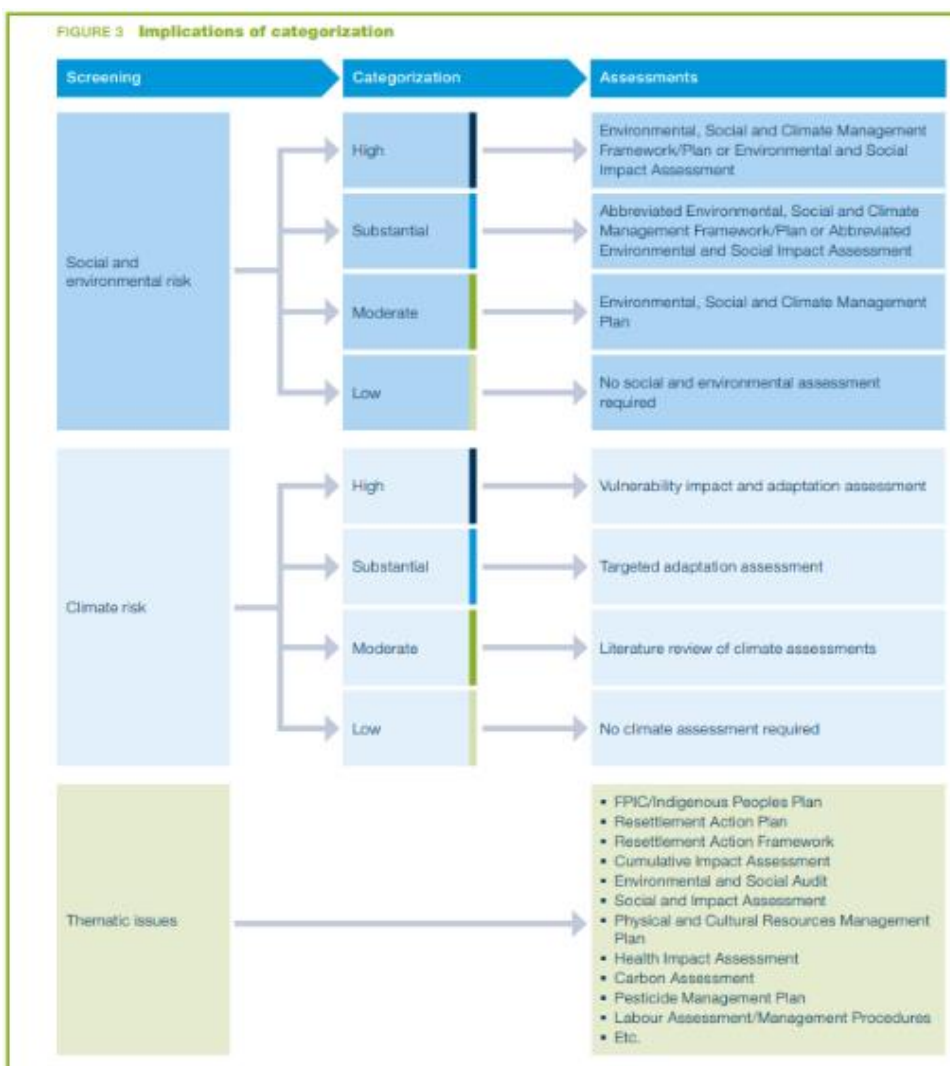 FIGURE 3 Implications of categorization
Screening
Categorization
Assessments
Social and
environmental risk
High
Environmental, Social and Climate Management
Framework/Plan or Environmental and Social
Impact Assessment
Substantial
Abbreviated Environmental, Social and Climate
Management Framework/Plan or Abbreviated
Environmental and Social Impact Assessment
Moderate
Environmental, Social and Climate Management
Plan
Low
No social and environmental assessment
required
Climate risk
High
Vulnerability impact and adaptation assessment
Substantial
Targeted adaptation assessment
Moderate
Literature review of climate assessments
Low
No climate assessment required
Thematic issues
▪ FPIC/Indigenous Peoples Plan
▪ Resettlement Action Plan
▪ Resettlement Action Framework
▪ Cumulative Impact Assessment
▪ Environmental and Social Audit
▪ Social and Impact Assessment
▪ Physical and Cultural Resources Management
Plan
▪ Health Impact Assessment
▪ Carbon Assessment
▪ Pesticide Management Plan
▪ Labour Assessment/Management Procedures
▪ Etc.